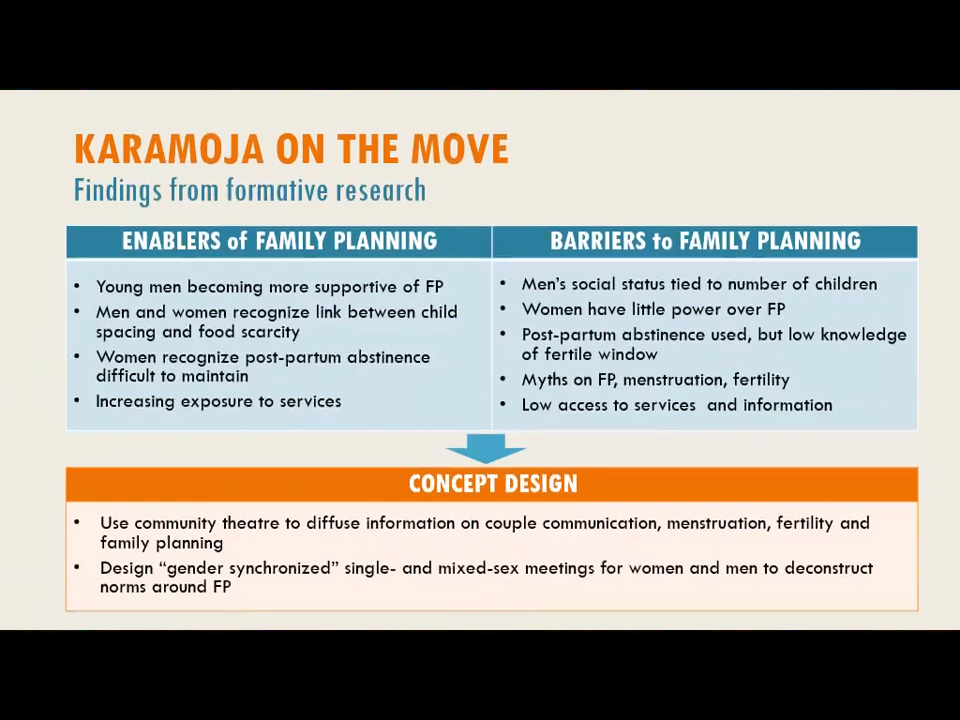 KARAMOJA ON THE MOVE
Findings from formative research
ENABLERS of FAMILY PLANNING
• Young men becoming more supportive of FP
• Men and women recognize link between child
spacing and food scarcity
• Women recognize post-partum abstinence
difficult to maintain
• Increasing exposure to services
BARRIERS to FAMILY PLANNING
• Men's social status tied to number of children
• Women have little power over FP
• Post-partum abstinence used, but low knowledge
of fertile window
• Myths on FP, menstruation, fertility
• Low access to services and information
CONCEPT DESIGN
• Use community theatre to diffuse information on couple communication, menstruation, fertility and
family planning
• Design “gender synchronized” single- and mixed-sex meetings for women and men to deconstruct
norms around FP